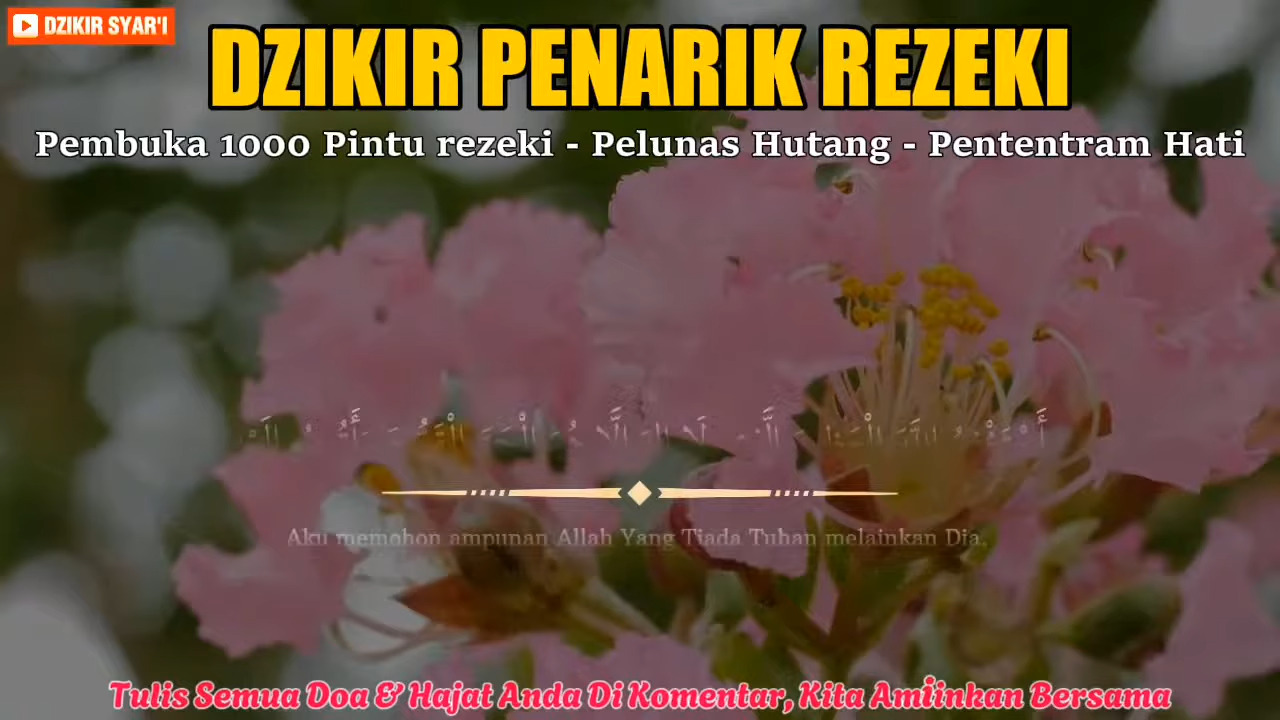 DZIKIR SYAR'I
DZIKIR PENARIK REZEKI
Pembuka 1000 Pintu rezeki - Pelunas Hutang - Pententram Hati
Aku memohon ampunan Allah Yang Tiada Tuhan melainkan Dia,
Tulis Semua Doa & Hajat Anda Di Komentar, Kita Amiinkan Bersama